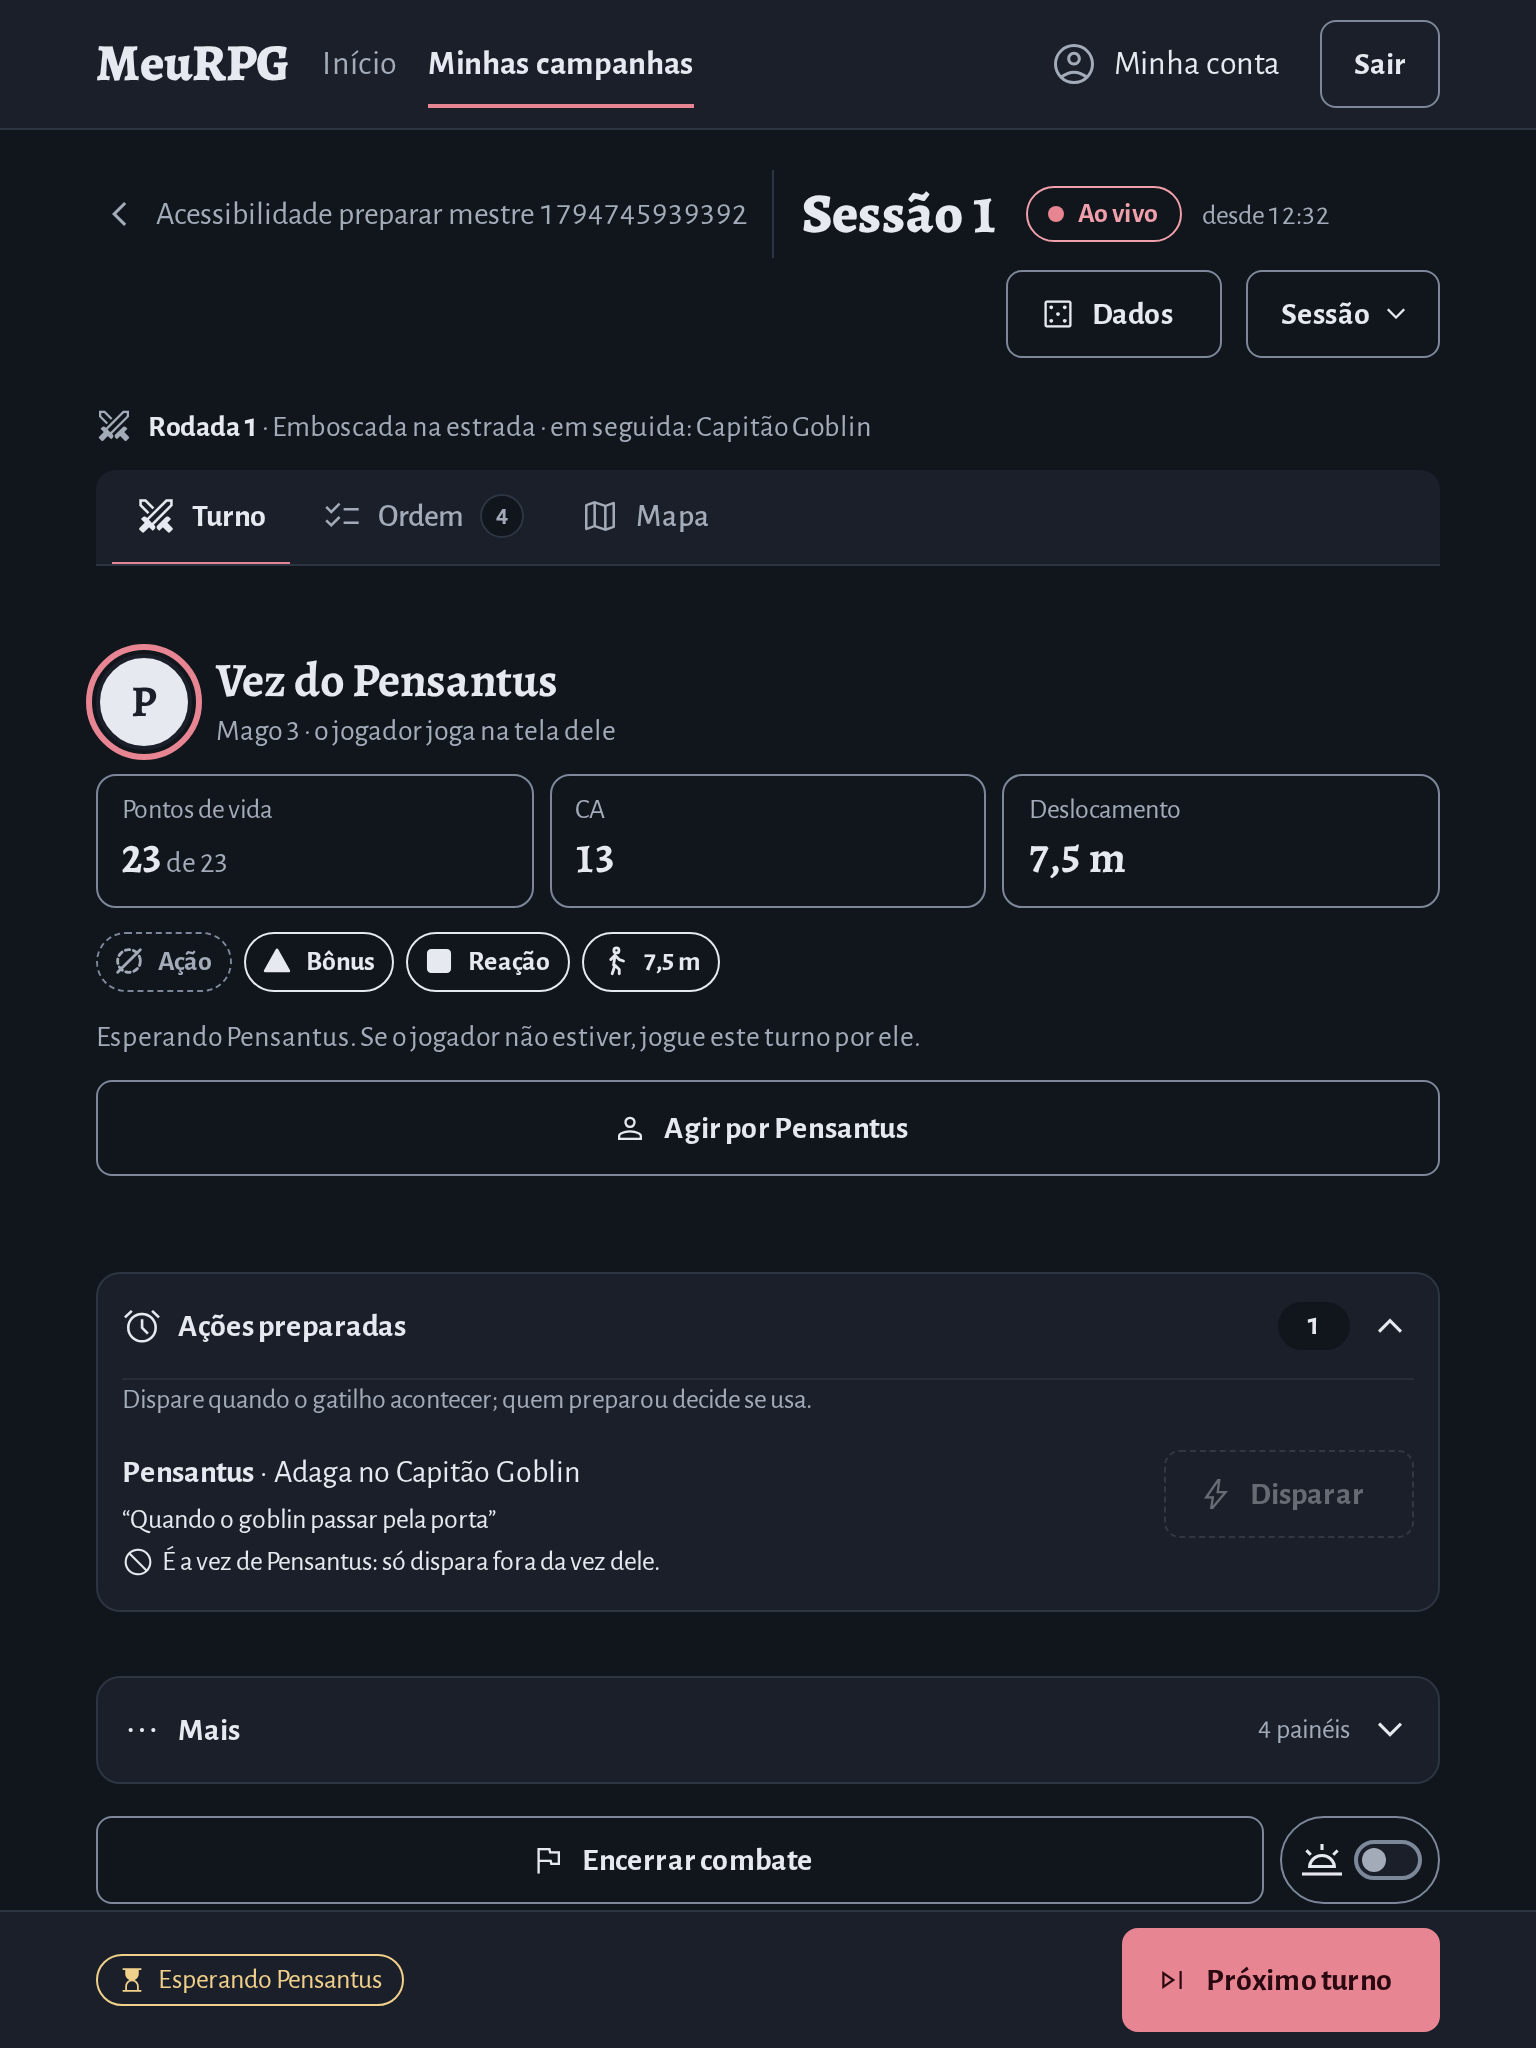 MeuRPG Início Minhas campanhas Minha conta Sair
Acessibilidade preparar mestre 1794745939392 Sessão 1 Ao vivo desde 12:32
Dados Sessão
Rodada 1 · Emboscada na estrada · em seguida: Capitão Goblin
Turno Ordem 4 Mapa
P
Vez do Pensantus
Mago 3 · o jogador joga na tela dele
Pontos de vida
23 de 23
CA
13
Deslocamento
7,5 m
Ação Bônus Reação 7,5 m
Esperando Pensantus. Se o jogador não estiver, jogue este turno por ele.
Agir por Pensantus
Ações preparadas 1
Dispare quando o gatilho acontecer; quem preparou decide se usa.
Pensantus · Adaga no Capitão Goblin
“Quando o goblin passar pela porta”
É a vez de Pensantus: só dispara fora da vez dele.
Disparar
Mais 4 painéis
Encerrar combate
Esperando Pensantus Próximo turno